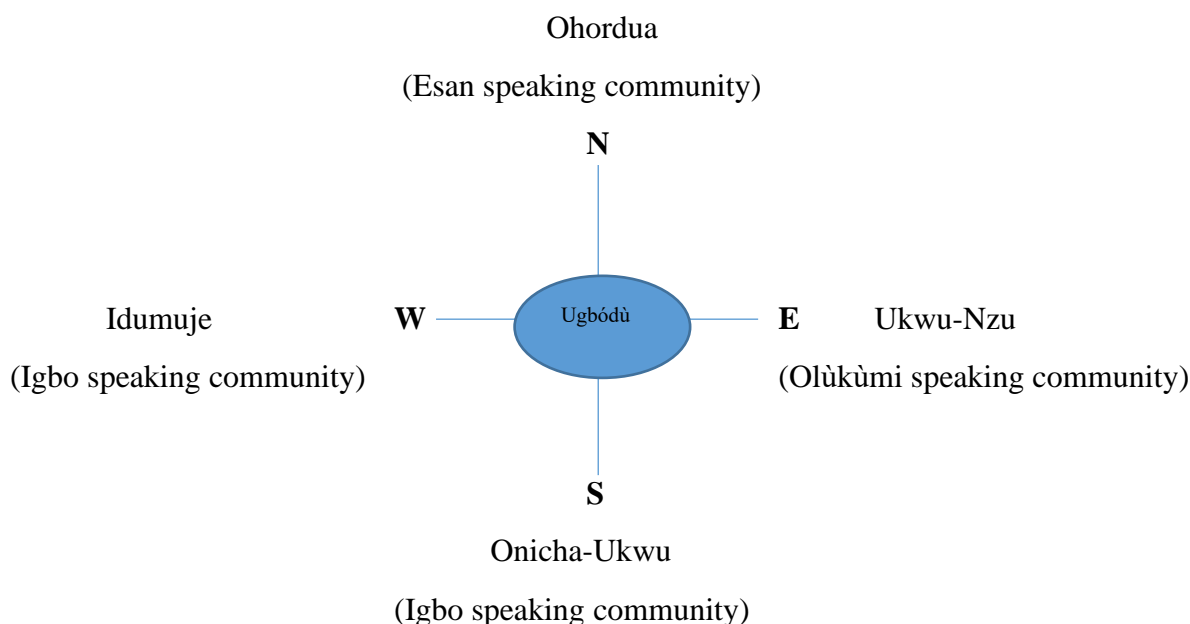 Ohordua
(Esan speaking community)
N
Ugbódù
Idumuje W E Ukwu-Nzu
(Igbo speaking community) (Olùkùmi speaking community)
S
Onicha-Ukwu
(Igbo speaking community)